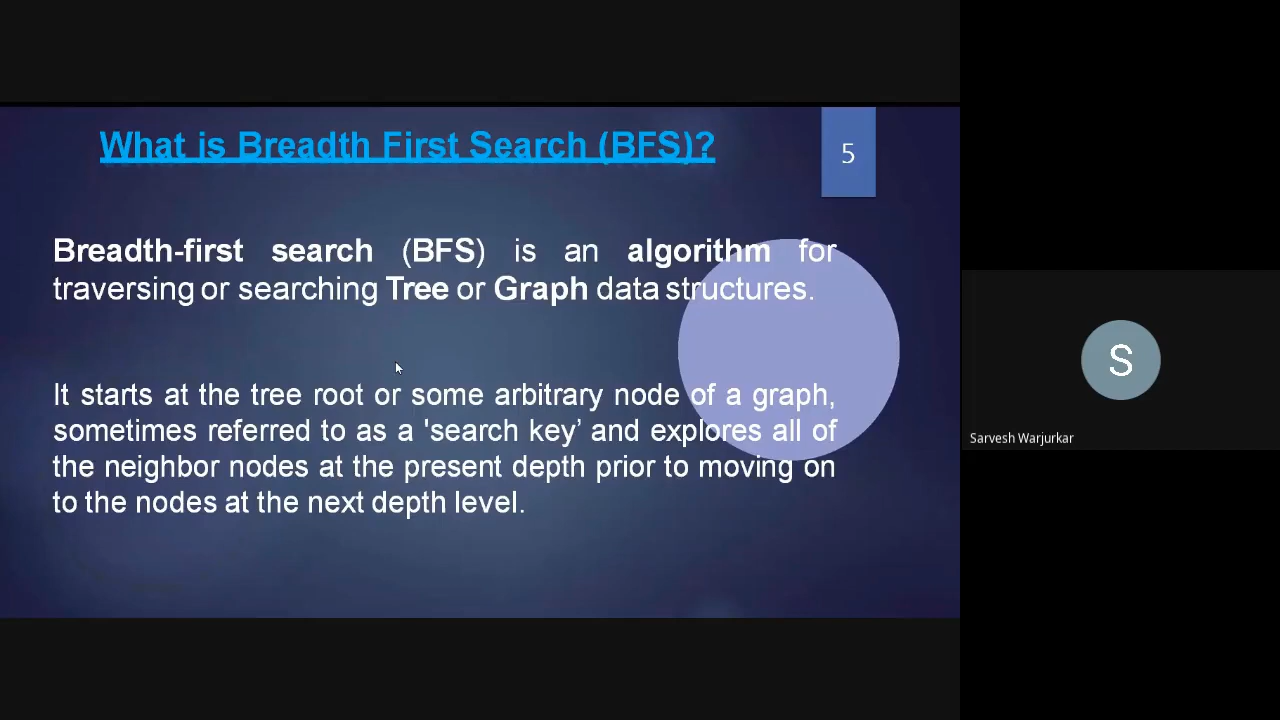 What is Breadth First Search (BFS)?
5
Breadth-first search (BFS) is an algorithm for
traversing or searching Tree or Graph data structures.
It starts at the tree root or some arbitrary node of a graph,
sometimes referred to as a 'search key’ and explores all of
the neighbor nodes at the present depth prior to moving on
to the nodes at the next depth level.
S
Sarvesh Warjurkar